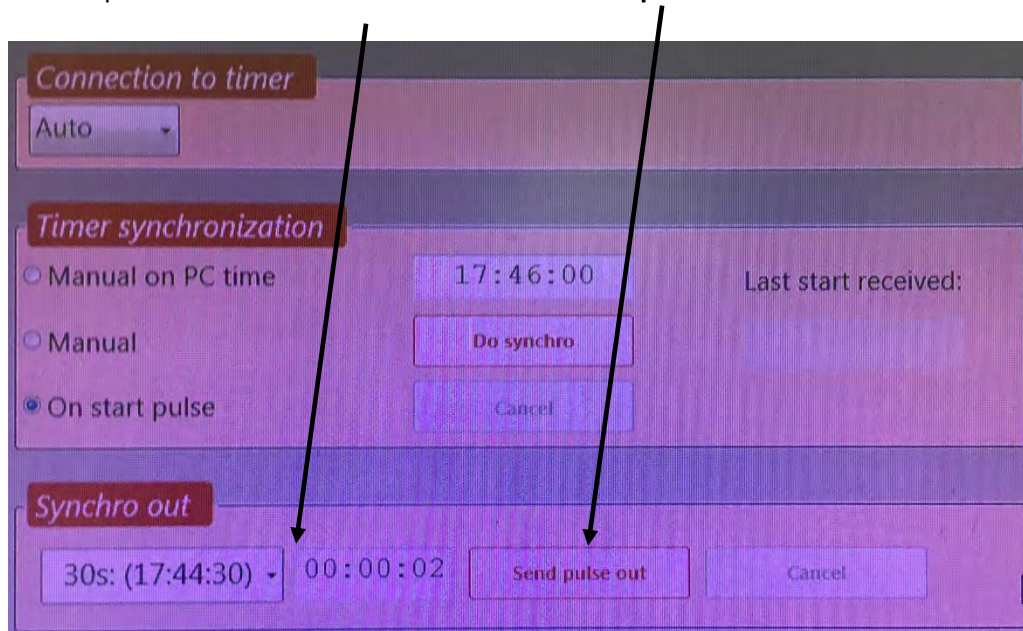 Connection to timer
Auto
Timer synchronization
Manual on PC time
17:46:00
Last start received:
Manual
Do synchro
On start pulse
Cancel
Synchro out
30s: (17:44:30)
00:00:02
Send pulse out
Cancel